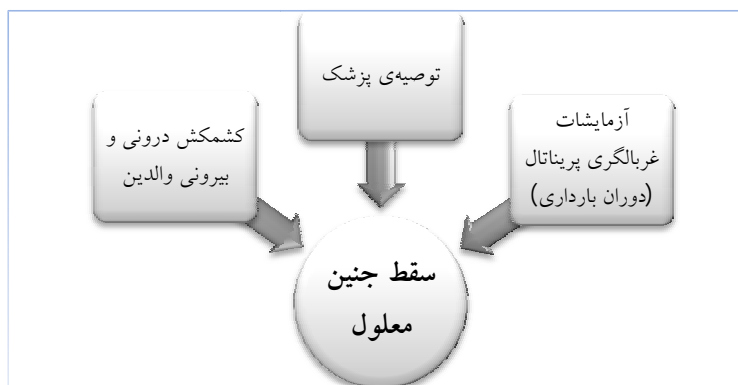 توصیه‌ی پزشک
آزمایشات
غربالگری پریناتال
(دوران بارداری)
کشمکش درونی و
بیرونی والدین
سقط جنین
معلول